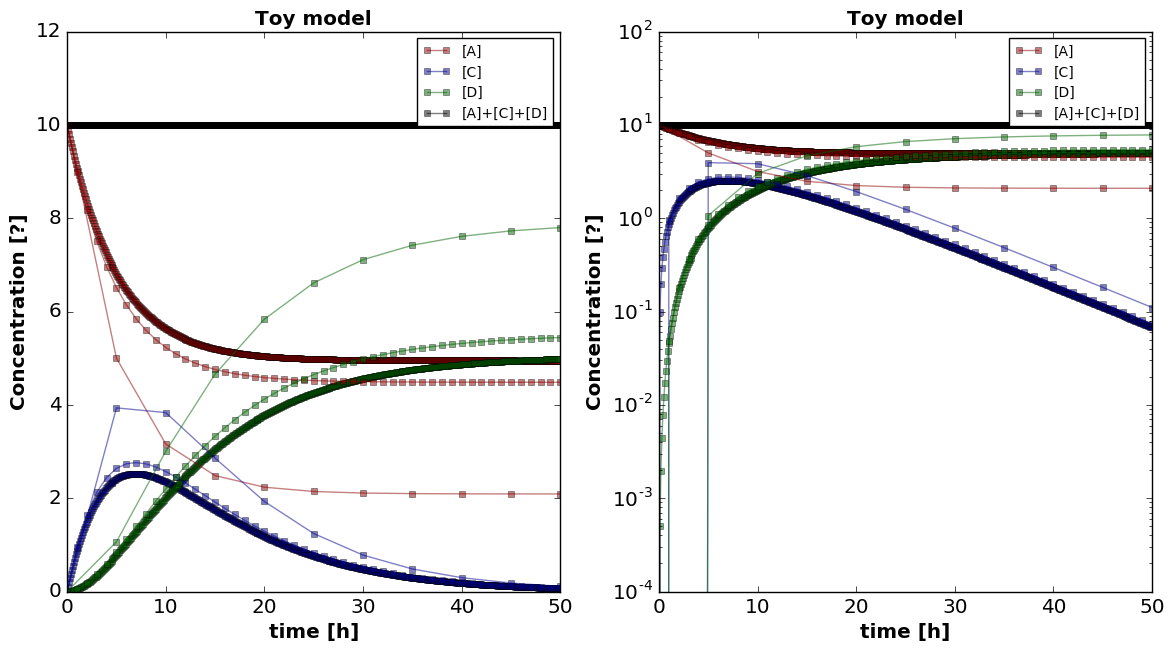 Toy model
12
10
8
6
4
2
0
0 10 20 30 40 50
Concentration [?]
time [h]
[A]
[C]
[D]
[A]+[C]+[D]
Toy model
10²
10¹
10⁰
10⁻¹
10⁻²
10⁻³
10⁻⁴
0 10 20 30 40 50
Concentration [?]
time [h]
[A]
[C]
[D]
[A]+[C]+[D]